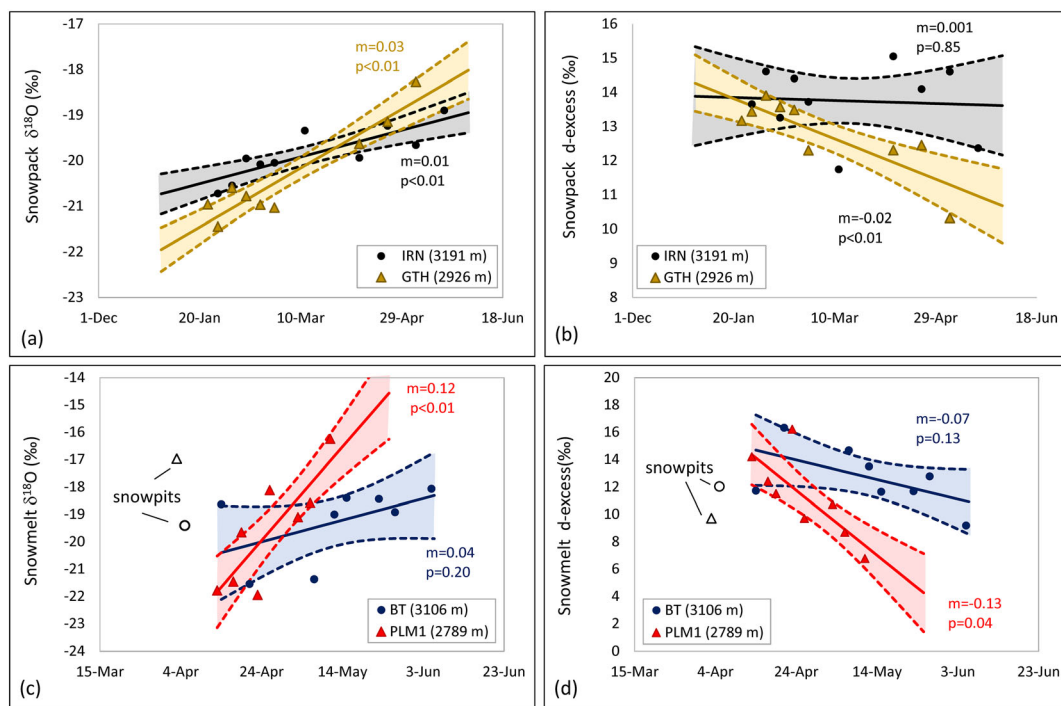 Snowpack δ¹⁸O (‰)
-17
-18
-19
-20
-21
-22
-23
m=0.03
p<0.01
m=0.01
p<0.01
IRN (3191 m)
GTH (2926 m)
1-Dec 20-Jan 10-Mar 29-Apr 18-Jun
(a)
Snowpack d-excess (‰)
16
15
14
13
12
11
10
9
8
m=0.001
p=0.85
m=-0.02
p<0.01
IRN (3191 m)
GTH (2926 m)
1-Dec 20-Jan 10-Mar 29-Apr 18-Jun
(b)
Snowmelt δ¹⁸O (‰)
-14
-15
-16
-17
-18
-19
-20
-21
-22
-23
-24
m=0.12
p<0.01
snowpits
m=0.04
p=0.20
BT (3106 m)
PLM1 (2789 m)
15-Mar 4-Apr 24-Apr 14-May 3-Jun 23-Jun
(c)
Snowmelt d-excess(‰)
20
18
16
14
12
10
8
6
4
2
0
m=-0.07
p=0.13
snowpits
m=-0.13
p=0.04
BT (3106 m)
PLM1 (2789 m)
15-Mar 4-Apr 24-Apr 14-May 3-Jun 23-Jun
(d)